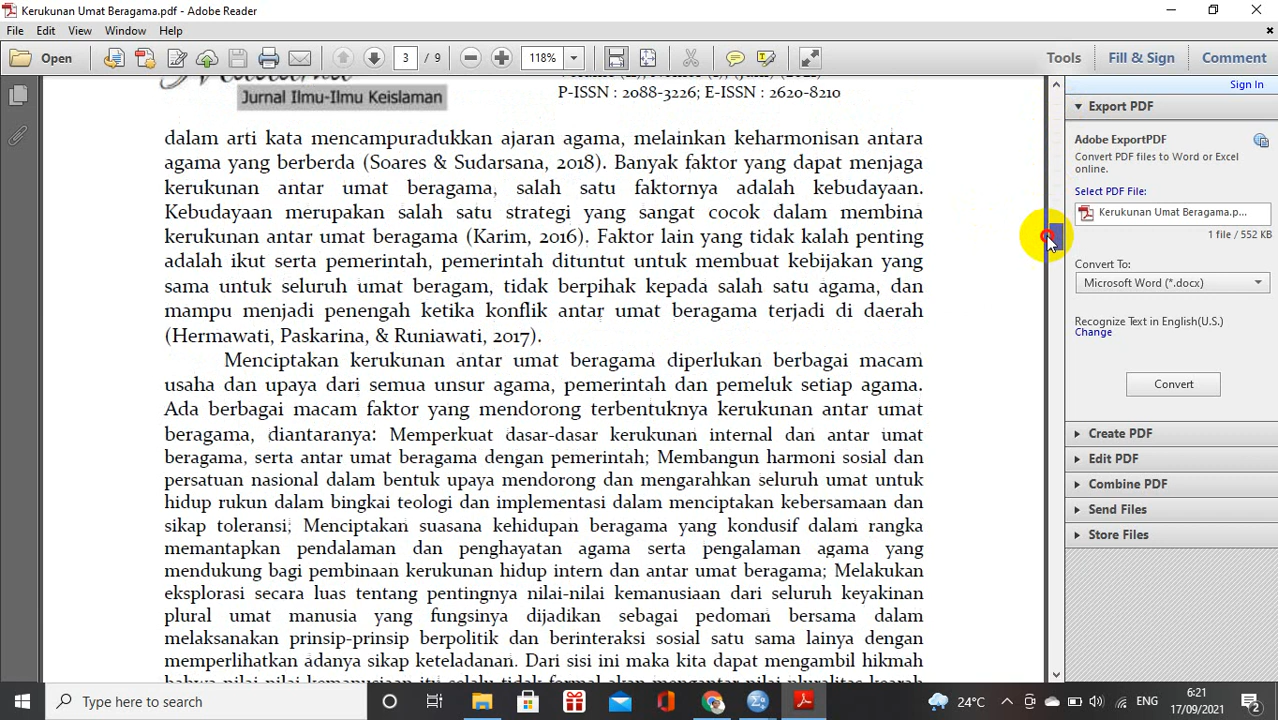 Kerukunan Umat Beragama.pdf - Adobe Reader
File Edit View Window Help
Open 3 / 9 118% Tools Fill & Sign Comment
Jurnal Ilmu-Ilmu Keislaman
P-ISSN : 2088-3226; E-ISSN : 2620-8210
dalam arti kata mencampuradukkan ajaran agama, melainkan keharmonisan antara
agama yang berberda (Soares & Sudarsana, 2018). Banyak faktor yang dapat menjaga
kerukunan antar umat beragama, salah satu faktornya adalah kebudayaan.
Kebudayaan merupakan salah satu strategi yang sangat cocok dalam membina
kerukunan antar umat beragama (Karim, 2016). Faktor lain yang tidak kalah penting
adalah ikut serta pemerintah, pemerintah dituntut untuk membuat kebijakan yang
sama untuk seluruh umat beragam, tidak berpihak kepada salah satu agama, dan
mampu menjadi penengah ketika konflik antar umat beragama terjadi di daerah
(Hermawati, Paskarina, & Runiawati, 2017).
Menciptakan kerukunan antar umat beragama diperlukan berbagai macam
usaha dan upaya dari semua unsur agama, pemerintah dan pemeluk setiap agama.
Ada berbagai macam faktor yang mendorong terbentuknya kerukunan antar umat
beragama, diantaranya: Memperkuat dasar-dasar kerukunan internal dan antar umat
beragama, serta antar umat beragama dengan pemerintah; Membangun harmoni sosial dan
persatuan nasional dalam bentuk upaya mendorong dan mengarahkan seluruh umat untuk
hidup rukun dalam bingkai teologi dan implementasi dalam menciptakan kebersamaan dan
sikap toleransi; Menciptakan suasana kehidupan beragama yang kondusif dalam rangka
memantapkan pendalaman dan penghayatan agama serta pengalaman agama yang
mendukung bagi pembinaan kerukunan hidup intern dan antar umat beragama; Melakukan
eksplorasi secara luas tentang pentingnya nilai-nilai kemanusiaan dari seluruh keyakinan
plural umat manusia yang fungsinya dijadikan sebagai pedoman bersama dalam
melaksanakan prinsip-prinsip berpolitik dan berinteraksi sosial satu sama lainya dengan
memperlihatkan adanya sikap keteladanan. Dari sisi ini maka kita dapat mengambil hikmah
Sign In
Export PDF
Adobe ExportPDF
Convert PDF files to Word or Excel
online.
Select PDF File:
Kerukunan Umat Beragama.p...
1 file / 552 KB
Convert To:
Microsoft Word (*.docx)
Recognize Text in English(U.S.)
Change
Convert
Create PDF
Edit PDF
Combine PDF
Send Files
Store Files
Type here to search
24°C ENG 6:21
17/09/2021 2